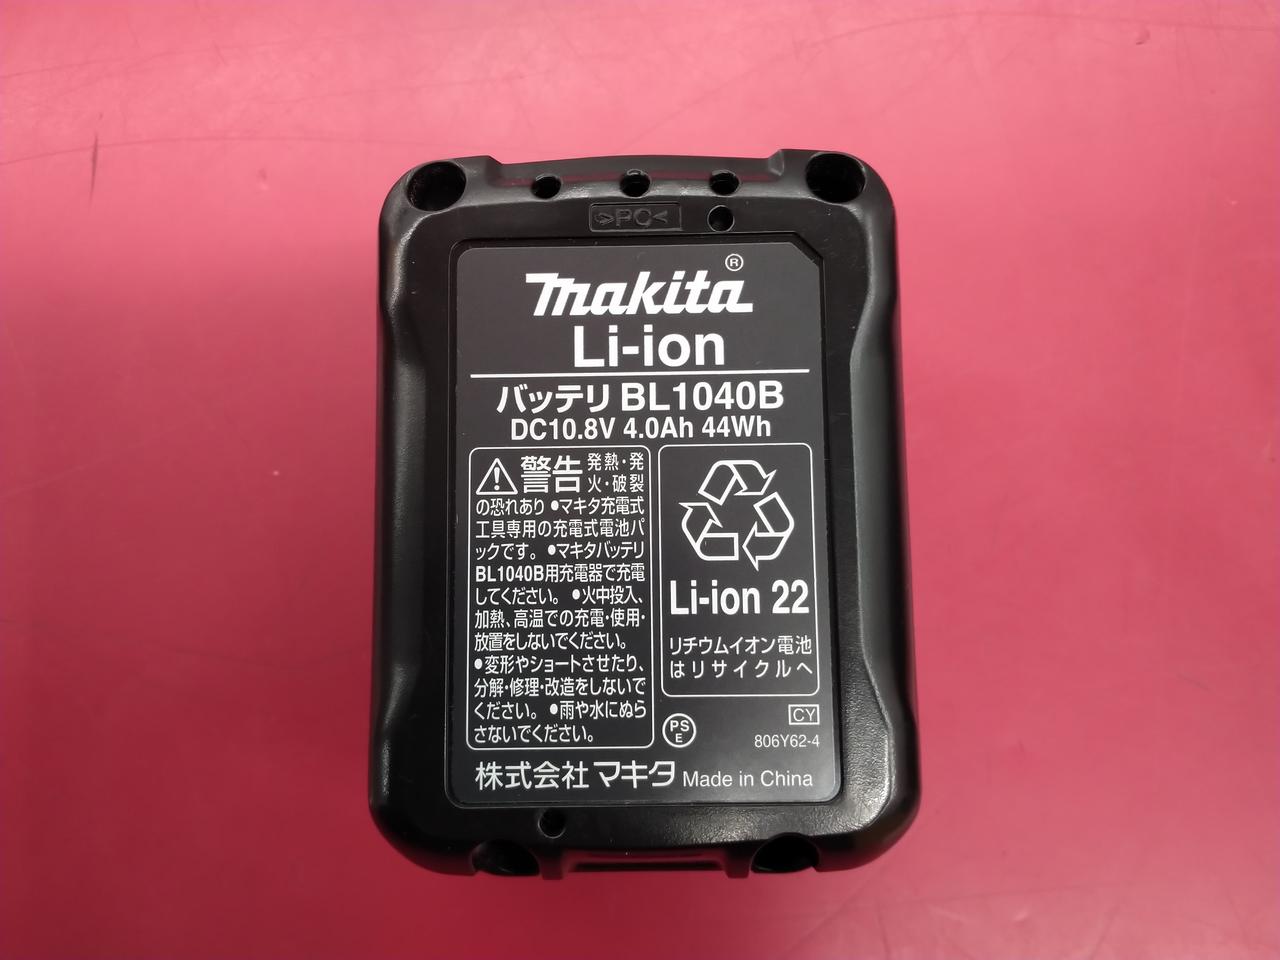 >PC<
makita®
Li-ion
バッテリ BL1040B
DC10.8V 4.0Ah 44Wh
警告 発熱・発
火・破裂
の恐れあり ●マキタ充電式
工具専用の充電式電池パ
ックです。 ●マキタバッテリ
BL1040B用充電器で充電
してください。 ●火中投入、
加熱、高温での充電・使用・
放置をしないでください。
●変形やショートさせたり、
分解・修理・改造をしないで
ください。 ●雨や水にぬら
さないでください。
Li-ion 22
リチウムイオン電池
はリサイクルへ
PS
E
CY
806Y62-4
株式会社 マキタ Made in China